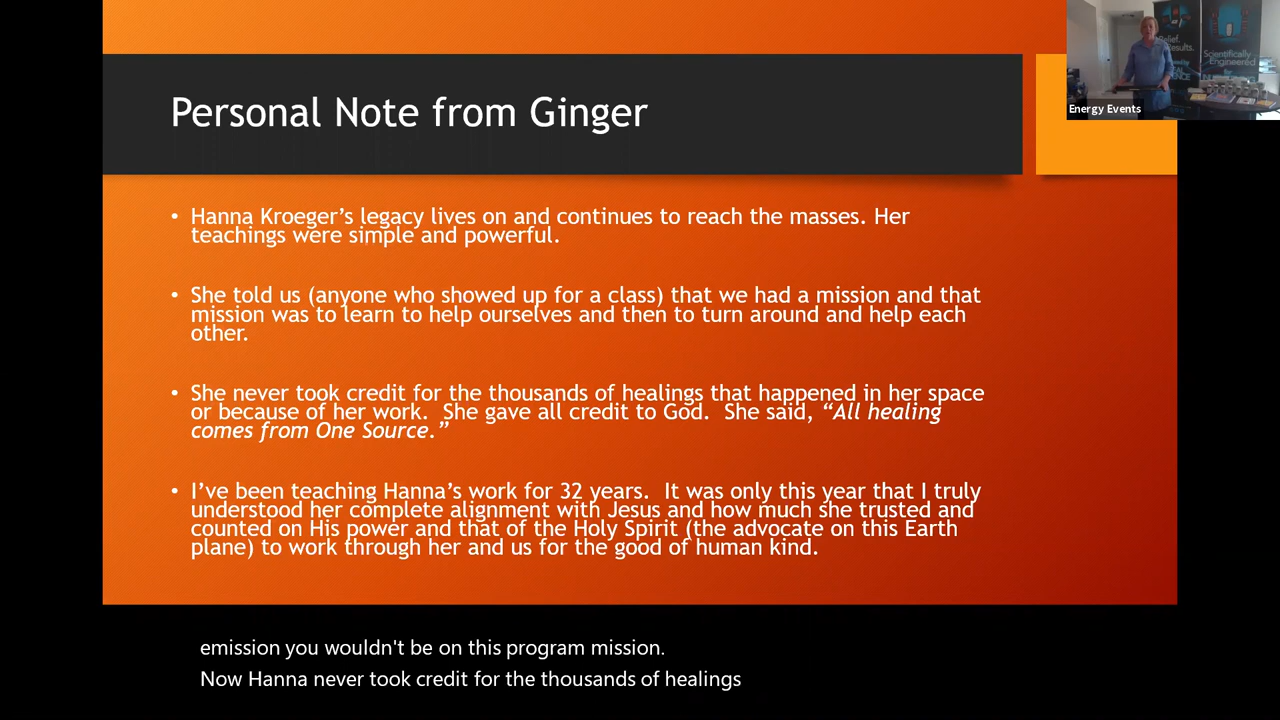 Personal Note from Ginger
• Hanna Kroeger’s legacy lives on and continues to reach the masses. Her
teachings were simple and powerful.
• She told us (anyone who showed up for a class) that we had a mission and that
mission was to learn to help ourselves and then to turn around and help each
other.
• She never took credit for the thousands of healings that happened in her space
or because of her work.  She gave all credit to God.  She said, “All healing
comes from One Source.”
• I’ve been teaching Hanna’s work for 32 years.  It was only this year that I truly
understood her complete alignment with Jesus and how much she trusted and
counted on His power and that of the Holy Spirit (the advocate on this Earth
plane) to work through her and us for the good of human kind.
Results.
Scientifically
Engineered
Energy Events
emission you wouldn't be on this program mission.
Now Hanna never took credit for the thousands of healings